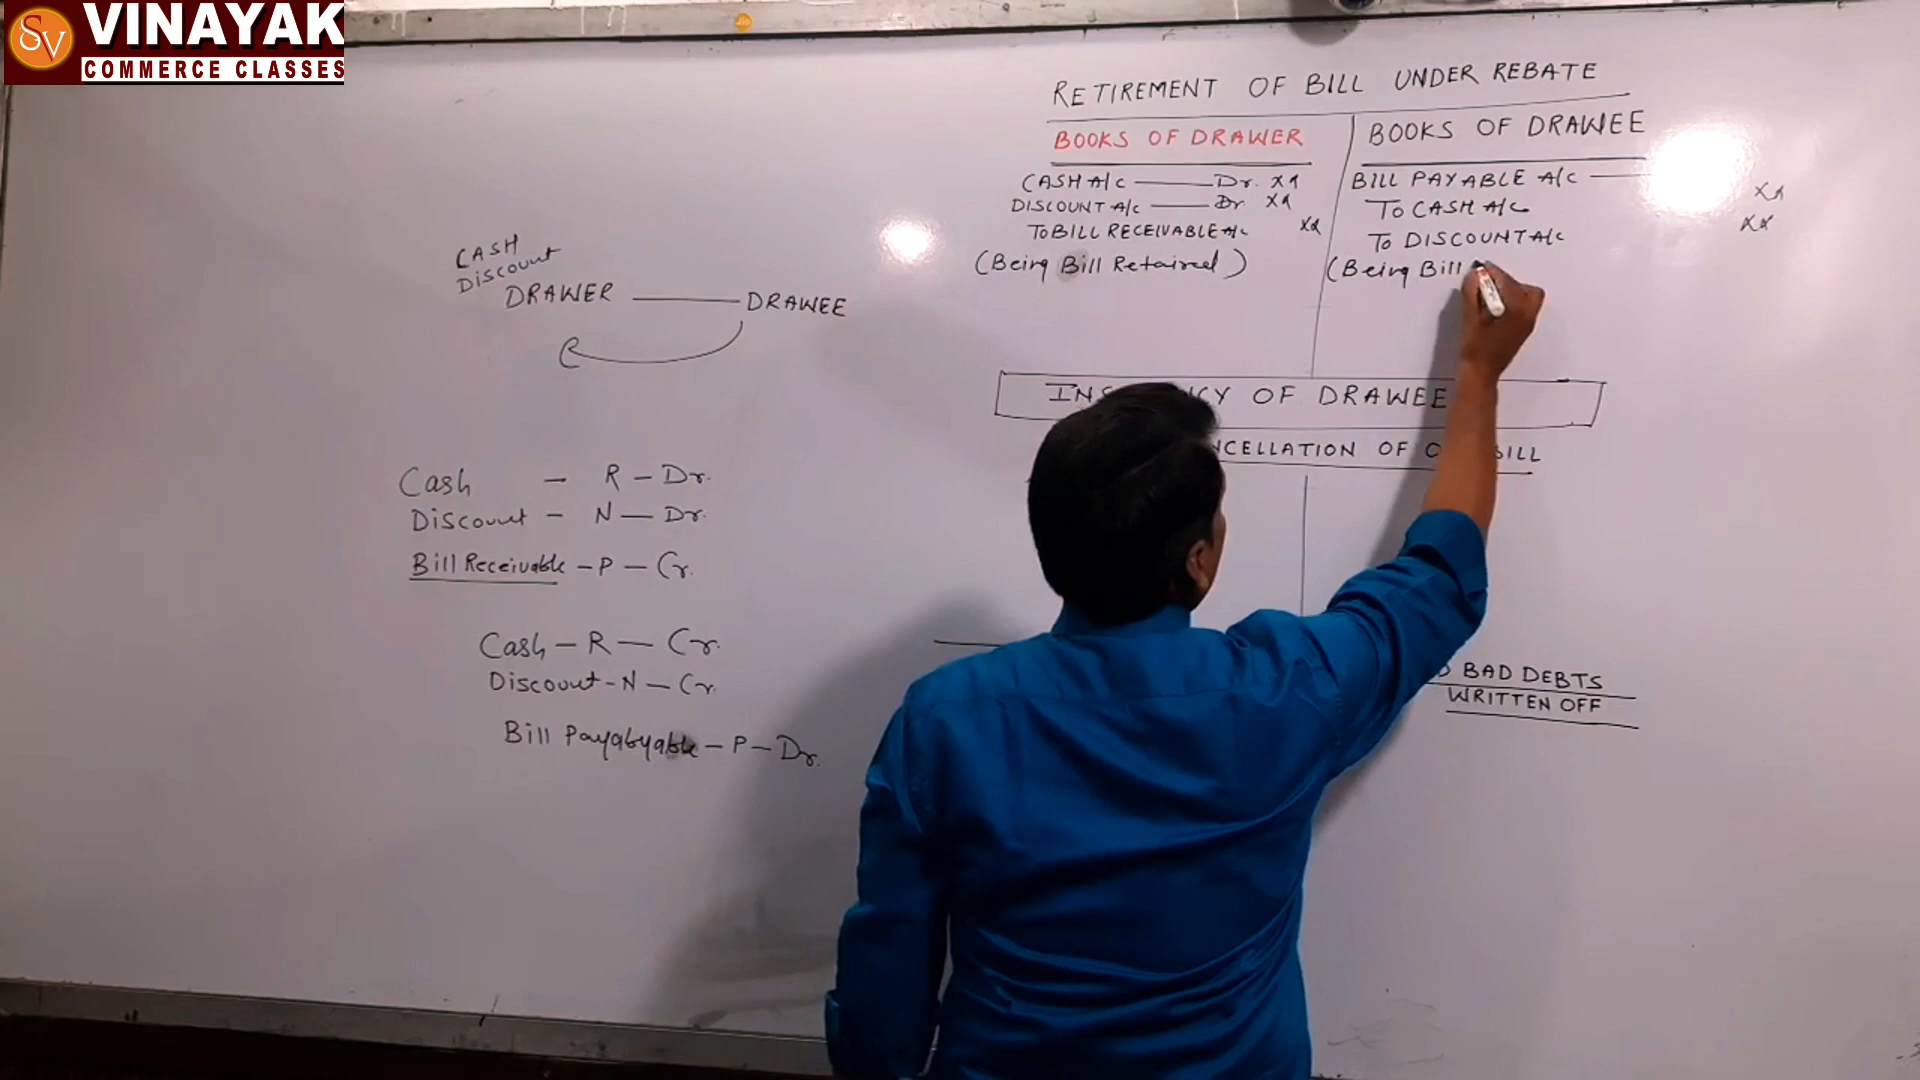 SV VINAYAK
COMMERCE CLASSES
Jio
RETIREMENT OF BILL UNDER REBATE
BOOKS OF DRAWER
CASH A/c ——— Dr. xx
DISCOUNT A/c ——— Dr xx
To BILL RECEIVABLE A/c xx
(Being Bill Retaired)
BOOKS OF DRAWEE
BILL PAYABLE A/c ———
To CASH A/c xx
To DISCOUNT A/c xx
(Being Bill
CASH
Discount
DRAWER ——— DRAWEE
OF DRAWEE
OF
BILL
Cash — R — Dr.
Discount — N — Dr.
Bill Receivable — P — Cr.
Cash — R — Cr.
Discount - N — Cr.
Bill Payabyable — P — Dr.
BAD DEBTS
WRITTEN OFF